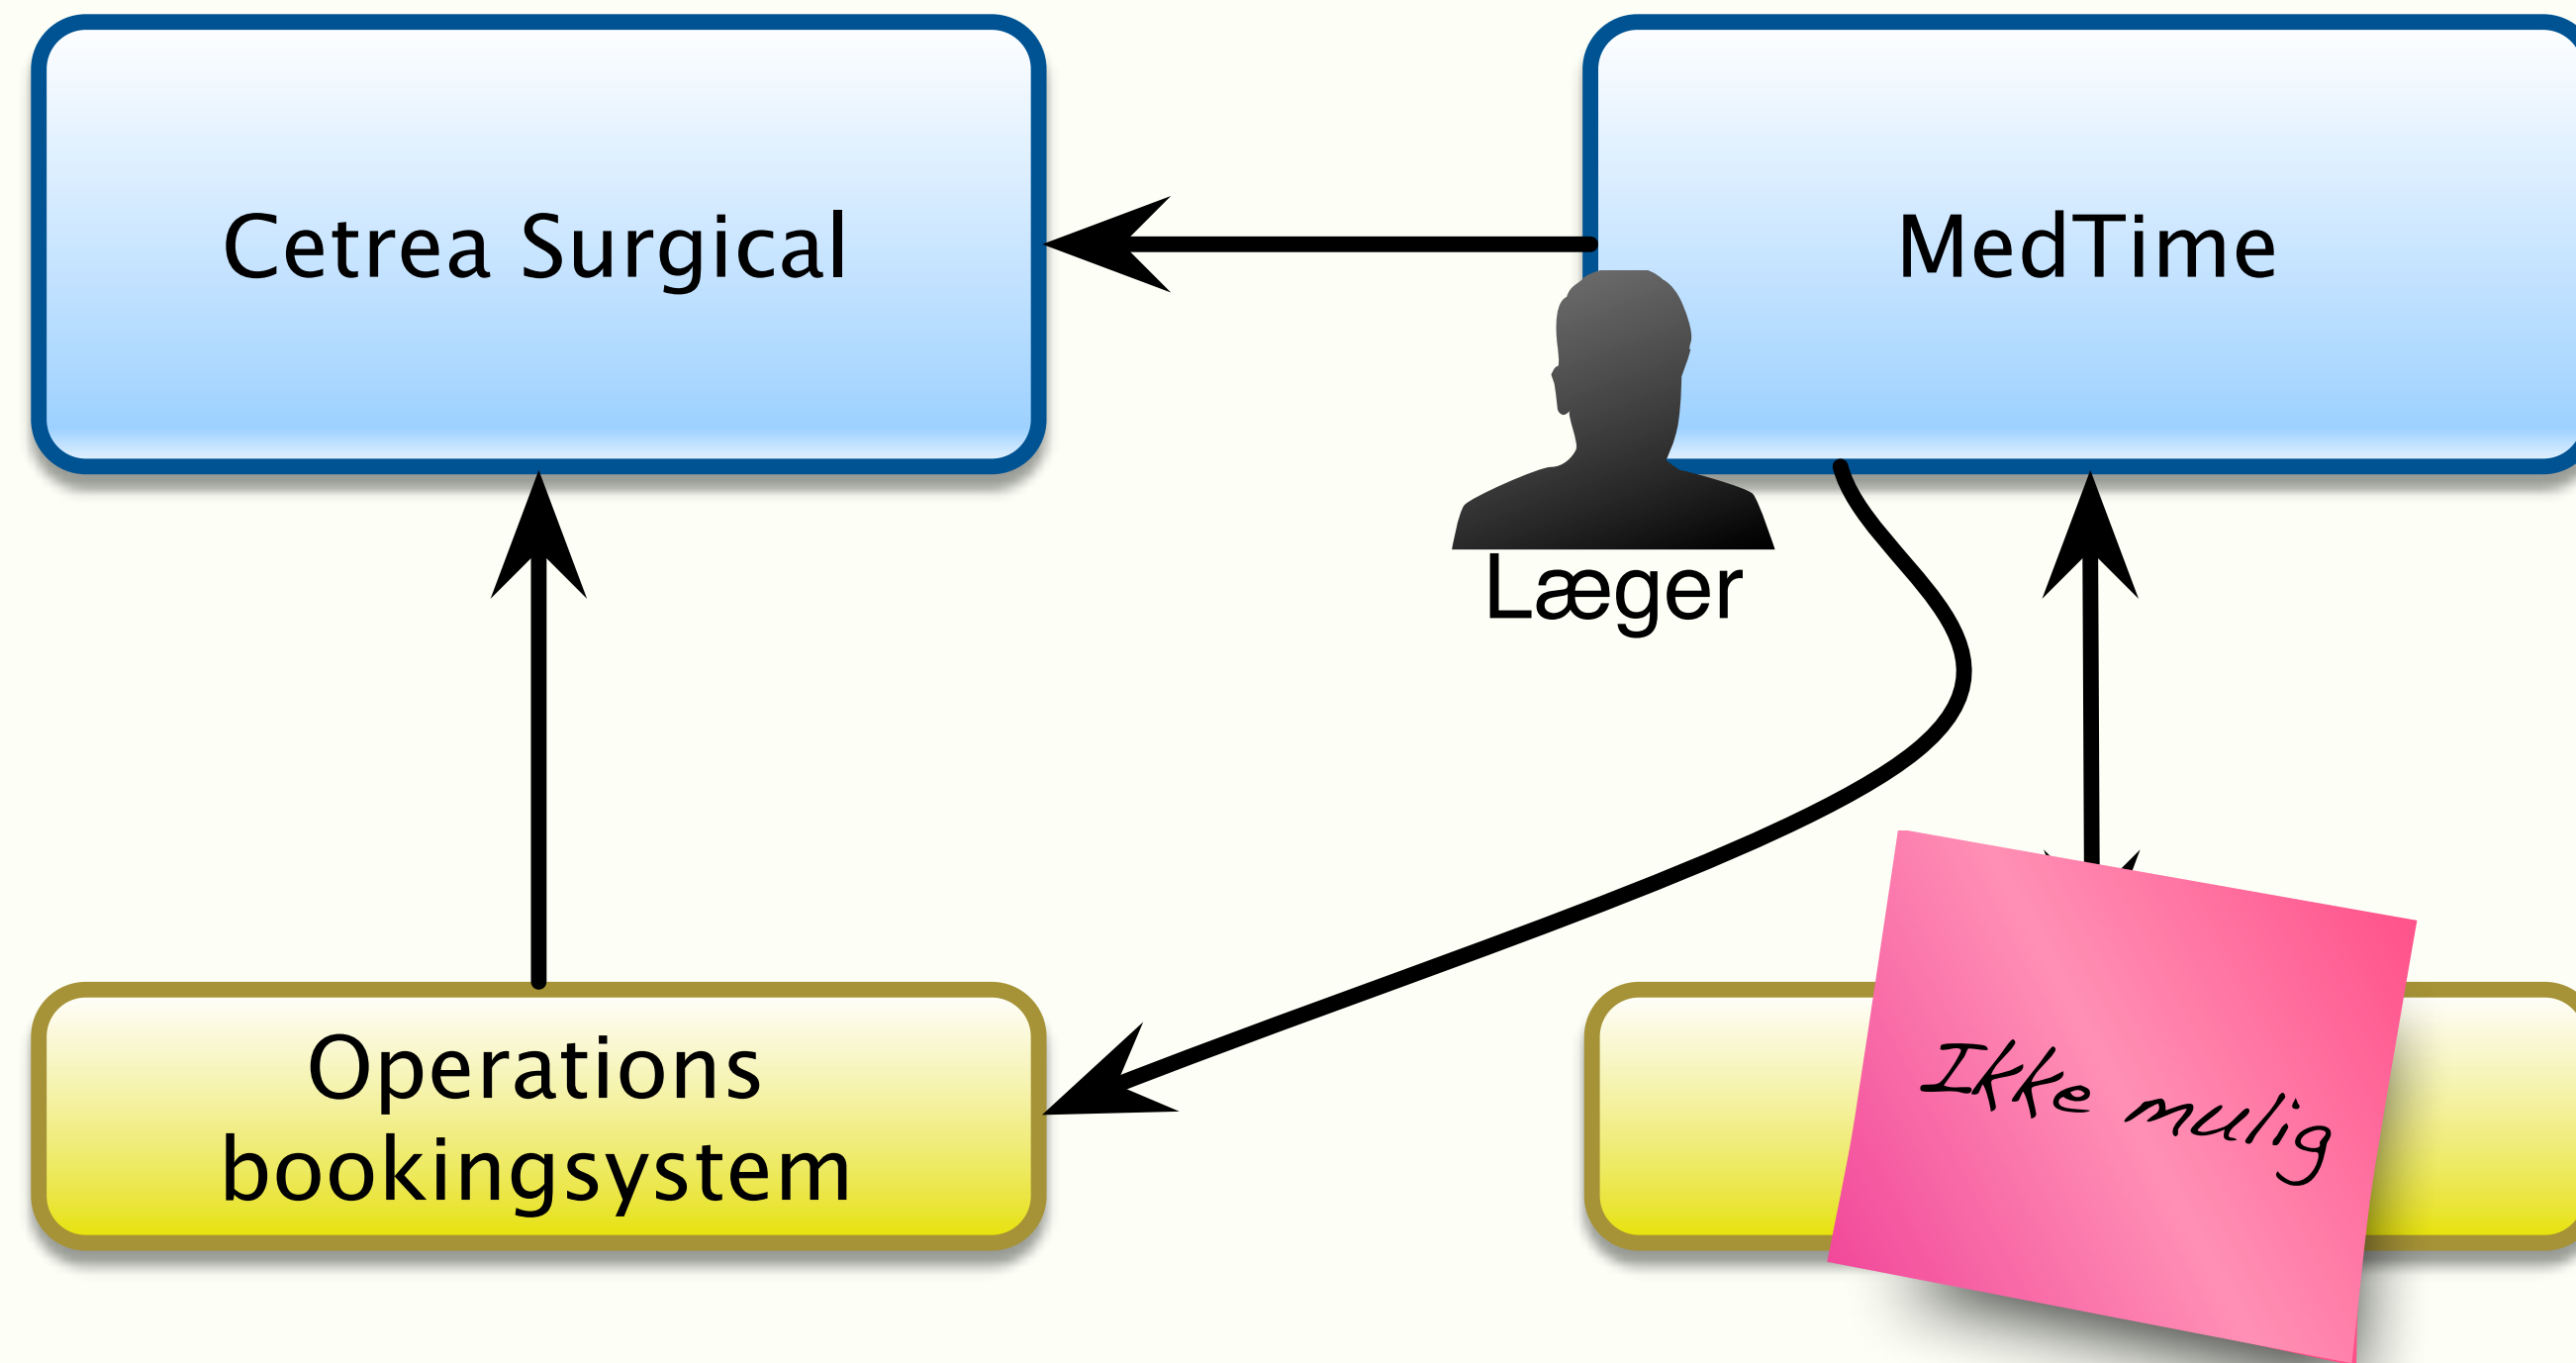 Cetrea Surgical
MedTime
Læger
Operations
bookingsystem
Ikke mulig